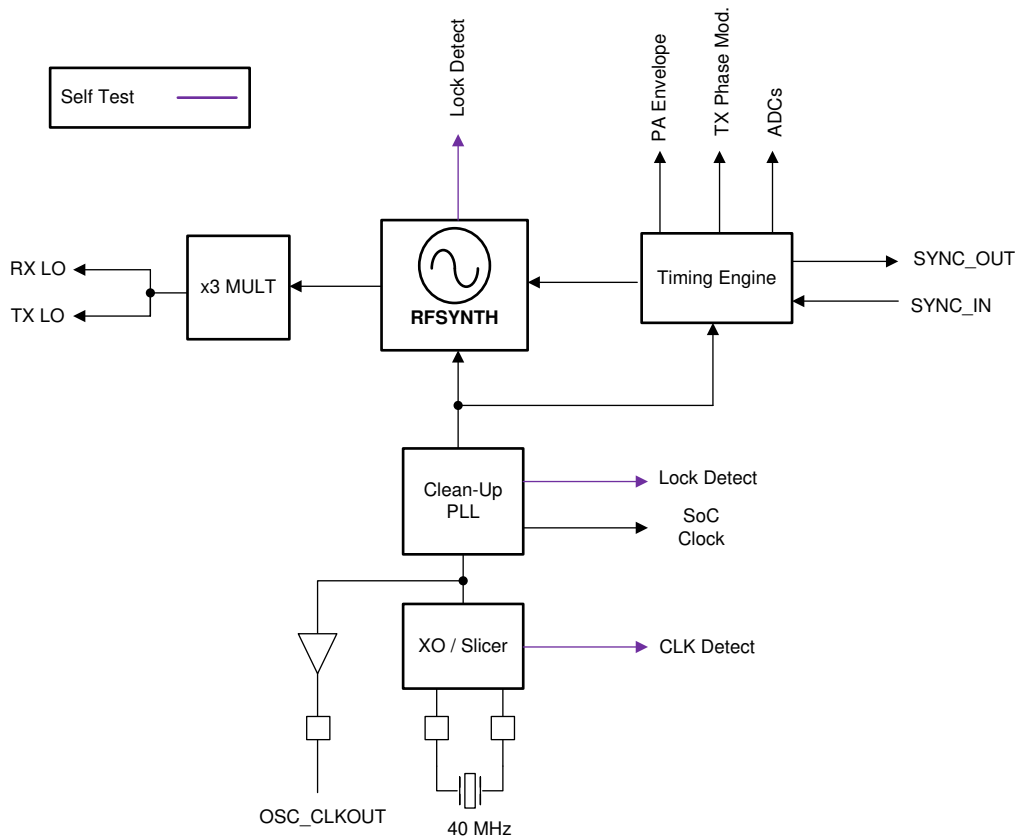 Self Test
Lock Detect
PA Envelope
TX Phase Mod.
ADCs
RX LO
TX LO
x3 MULT
RFSYNTH
Timing Engine
SYNC_OUT
SYNC_IN
Clean-Up
PLL
Lock Detect
SoC
Clock
XO / Slicer
CLK Detect
OSC_CLKOUT
40 MHz